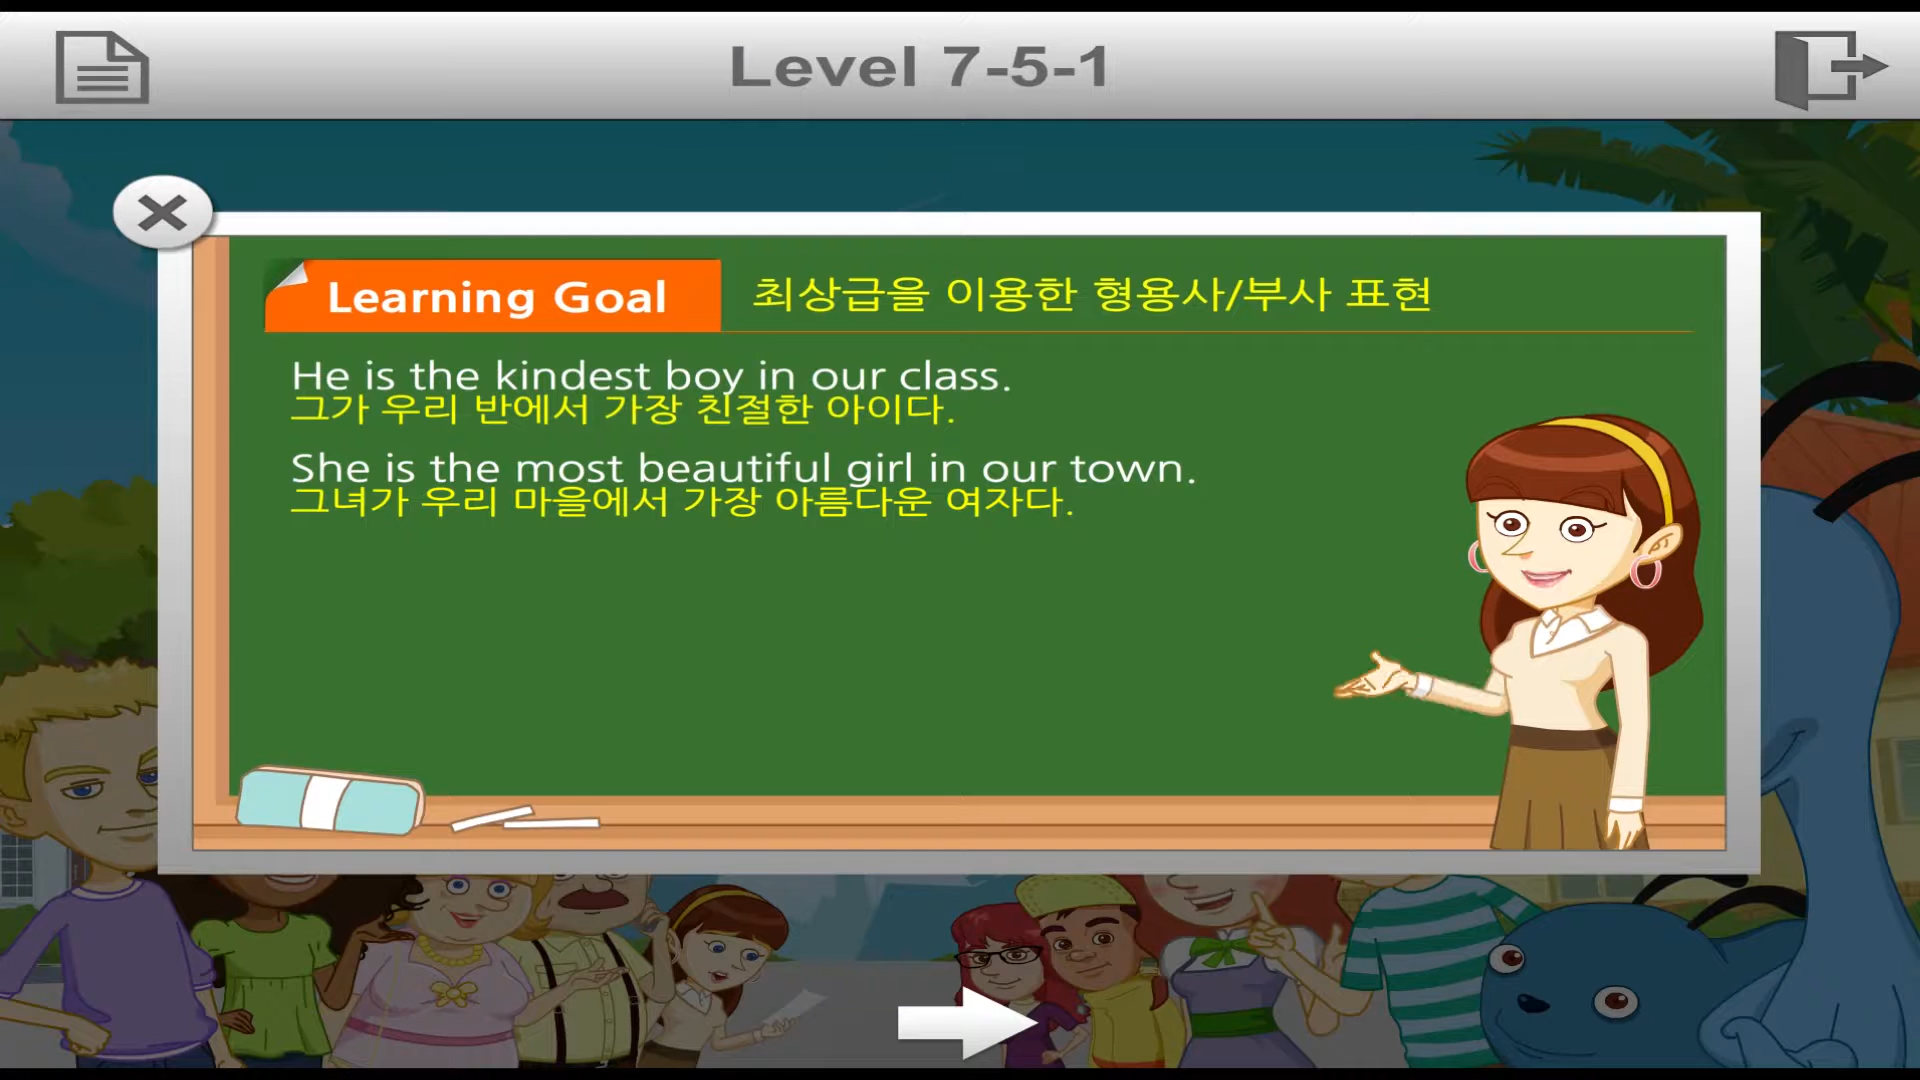 Level 7-5-1
Learning Goal
최상급을 이용한 형용사/부사 표현
He is the kindest boy in our class.
그가 우리 반에서 가장 친절한 아이다.
She is the most beautiful girl in our town.
그녀가 우리 마을에서 가장 아름다운 여자다.